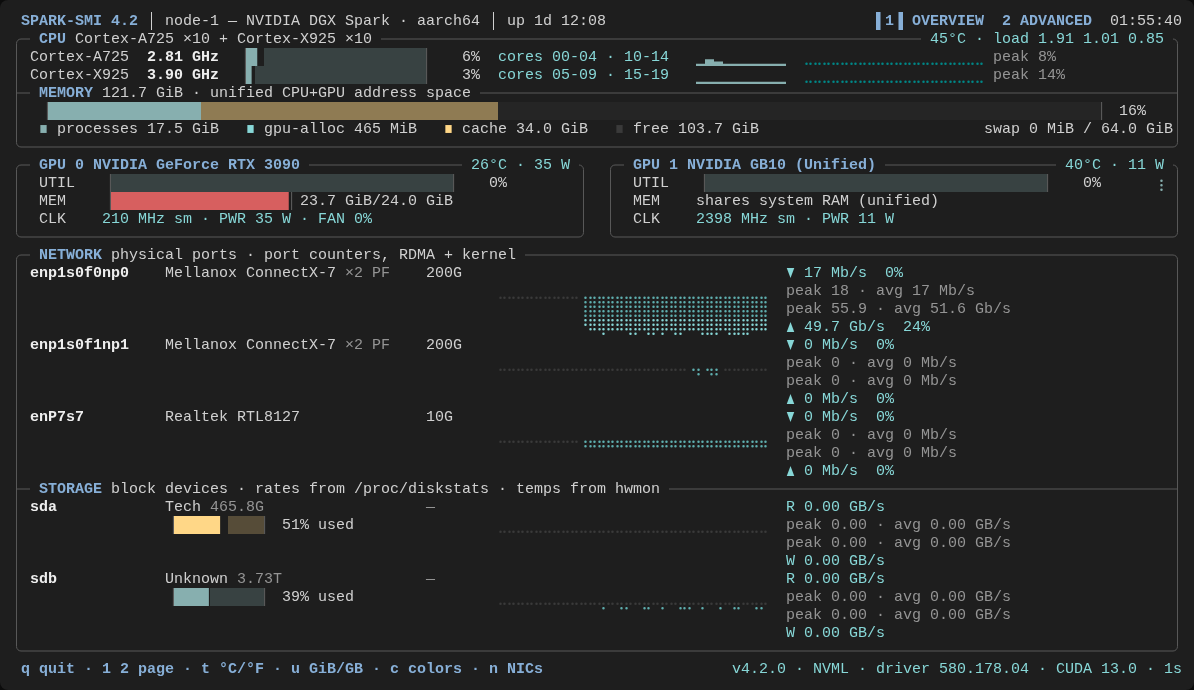 SPARK-SMI 4.2 │ node-1 — NVIDIA DGX Spark · aarch64 │ up 1d 12:08 ▌1▐ OVERVIEW 2 ADVANCED 01:55:40
CPU Cortex-A725 ×10 + Cortex-X925 ×10 45°C · load 1.91 1.01 0.85
Cortex-A725 2.81 GHz 6% cores 00-04 · 10-14 peak 8%
Cortex-X925 3.90 GHz 3% cores 05-09 · 15-19 peak 14%
MEMORY 121.7 GiB · unified CPU+GPU address space
16%
processes 17.5 GiB gpu-alloc 465 MiB cache 34.0 GiB free 103.7 GiB swap 0 MiB / 64.0 GiB
GPU 0 NVIDIA GeForce RTX 3090 26°C · 35 W
UTIL 0%
MEM 23.7 GiB/24.0 GiB
CLK 210 MHz sm · PWR 35 W · FAN 0%
GPU 1 NVIDIA GB10 (Unified) 40°C · 11 W
UTIL 0%
MEM shares system RAM (unified)
CLK 2398 MHz sm · PWR 11 W
NETWORK physical ports · port counters, RDMA + kernel
enp1s0f0np0 Mellanox ConnectX-7 ×2 PF 200G ▼ 17 Mb/s 0%
peak 18 · avg 17 Mb/s
peak 55.9 · avg 51.6 Gb/s
▲ 49.7 Gb/s 24%
enp1s0f1np1 Mellanox ConnectX-7 ×2 PF 200G ▼ 0 Mb/s 0%
peak 0 · avg 0 Mb/s
peak 0 · avg 0 Mb/s
▲ 0 Mb/s 0%
enP7s7 Realtek RTL8127 10G ▼ 0 Mb/s 0%
peak 0 · avg 0 Mb/s
peak 0 · avg 0 Mb/s
▲ 0 Mb/s 0%
STORAGE block devices · rates from /proc/diskstats · temps from hwmon
sda Tech 465.8G — R 0.00 GB/s
51% used peak 0.00 · avg 0.00 GB/s
peak 0.00 · avg 0.00 GB/s
W 0.00 GB/s
sdb Unknown 3.73T — R 0.00 GB/s
39% used peak 0.00 · avg 0.00 GB/s
peak 0.00 · avg 0.00 GB/s
W 0.00 GB/s
q quit · 1 2 page · t °C/°F · u GiB/GB · c colors · n NICs v4.2.0 · NVML · driver 580.178.04 · CUDA 13.0 · 1s